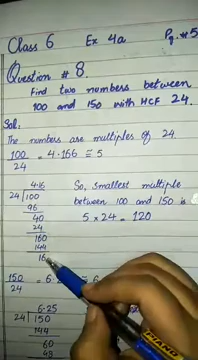 Class 6 Ex 4a Pg. #5
Question # 8.
Find two numbers between
100 and 150 with HCF 24.
Sol.
The numbers are multiples of 24.
100/24 = 4.166 ≅ 5
4.16
24 | 100
96
40
24
160
144
16
So, smallest multiple
between 100 and 150 is
5 × 24 = 120
150/24 = 6.2 ≅ 6
6.25
24 | 150
144
60
48